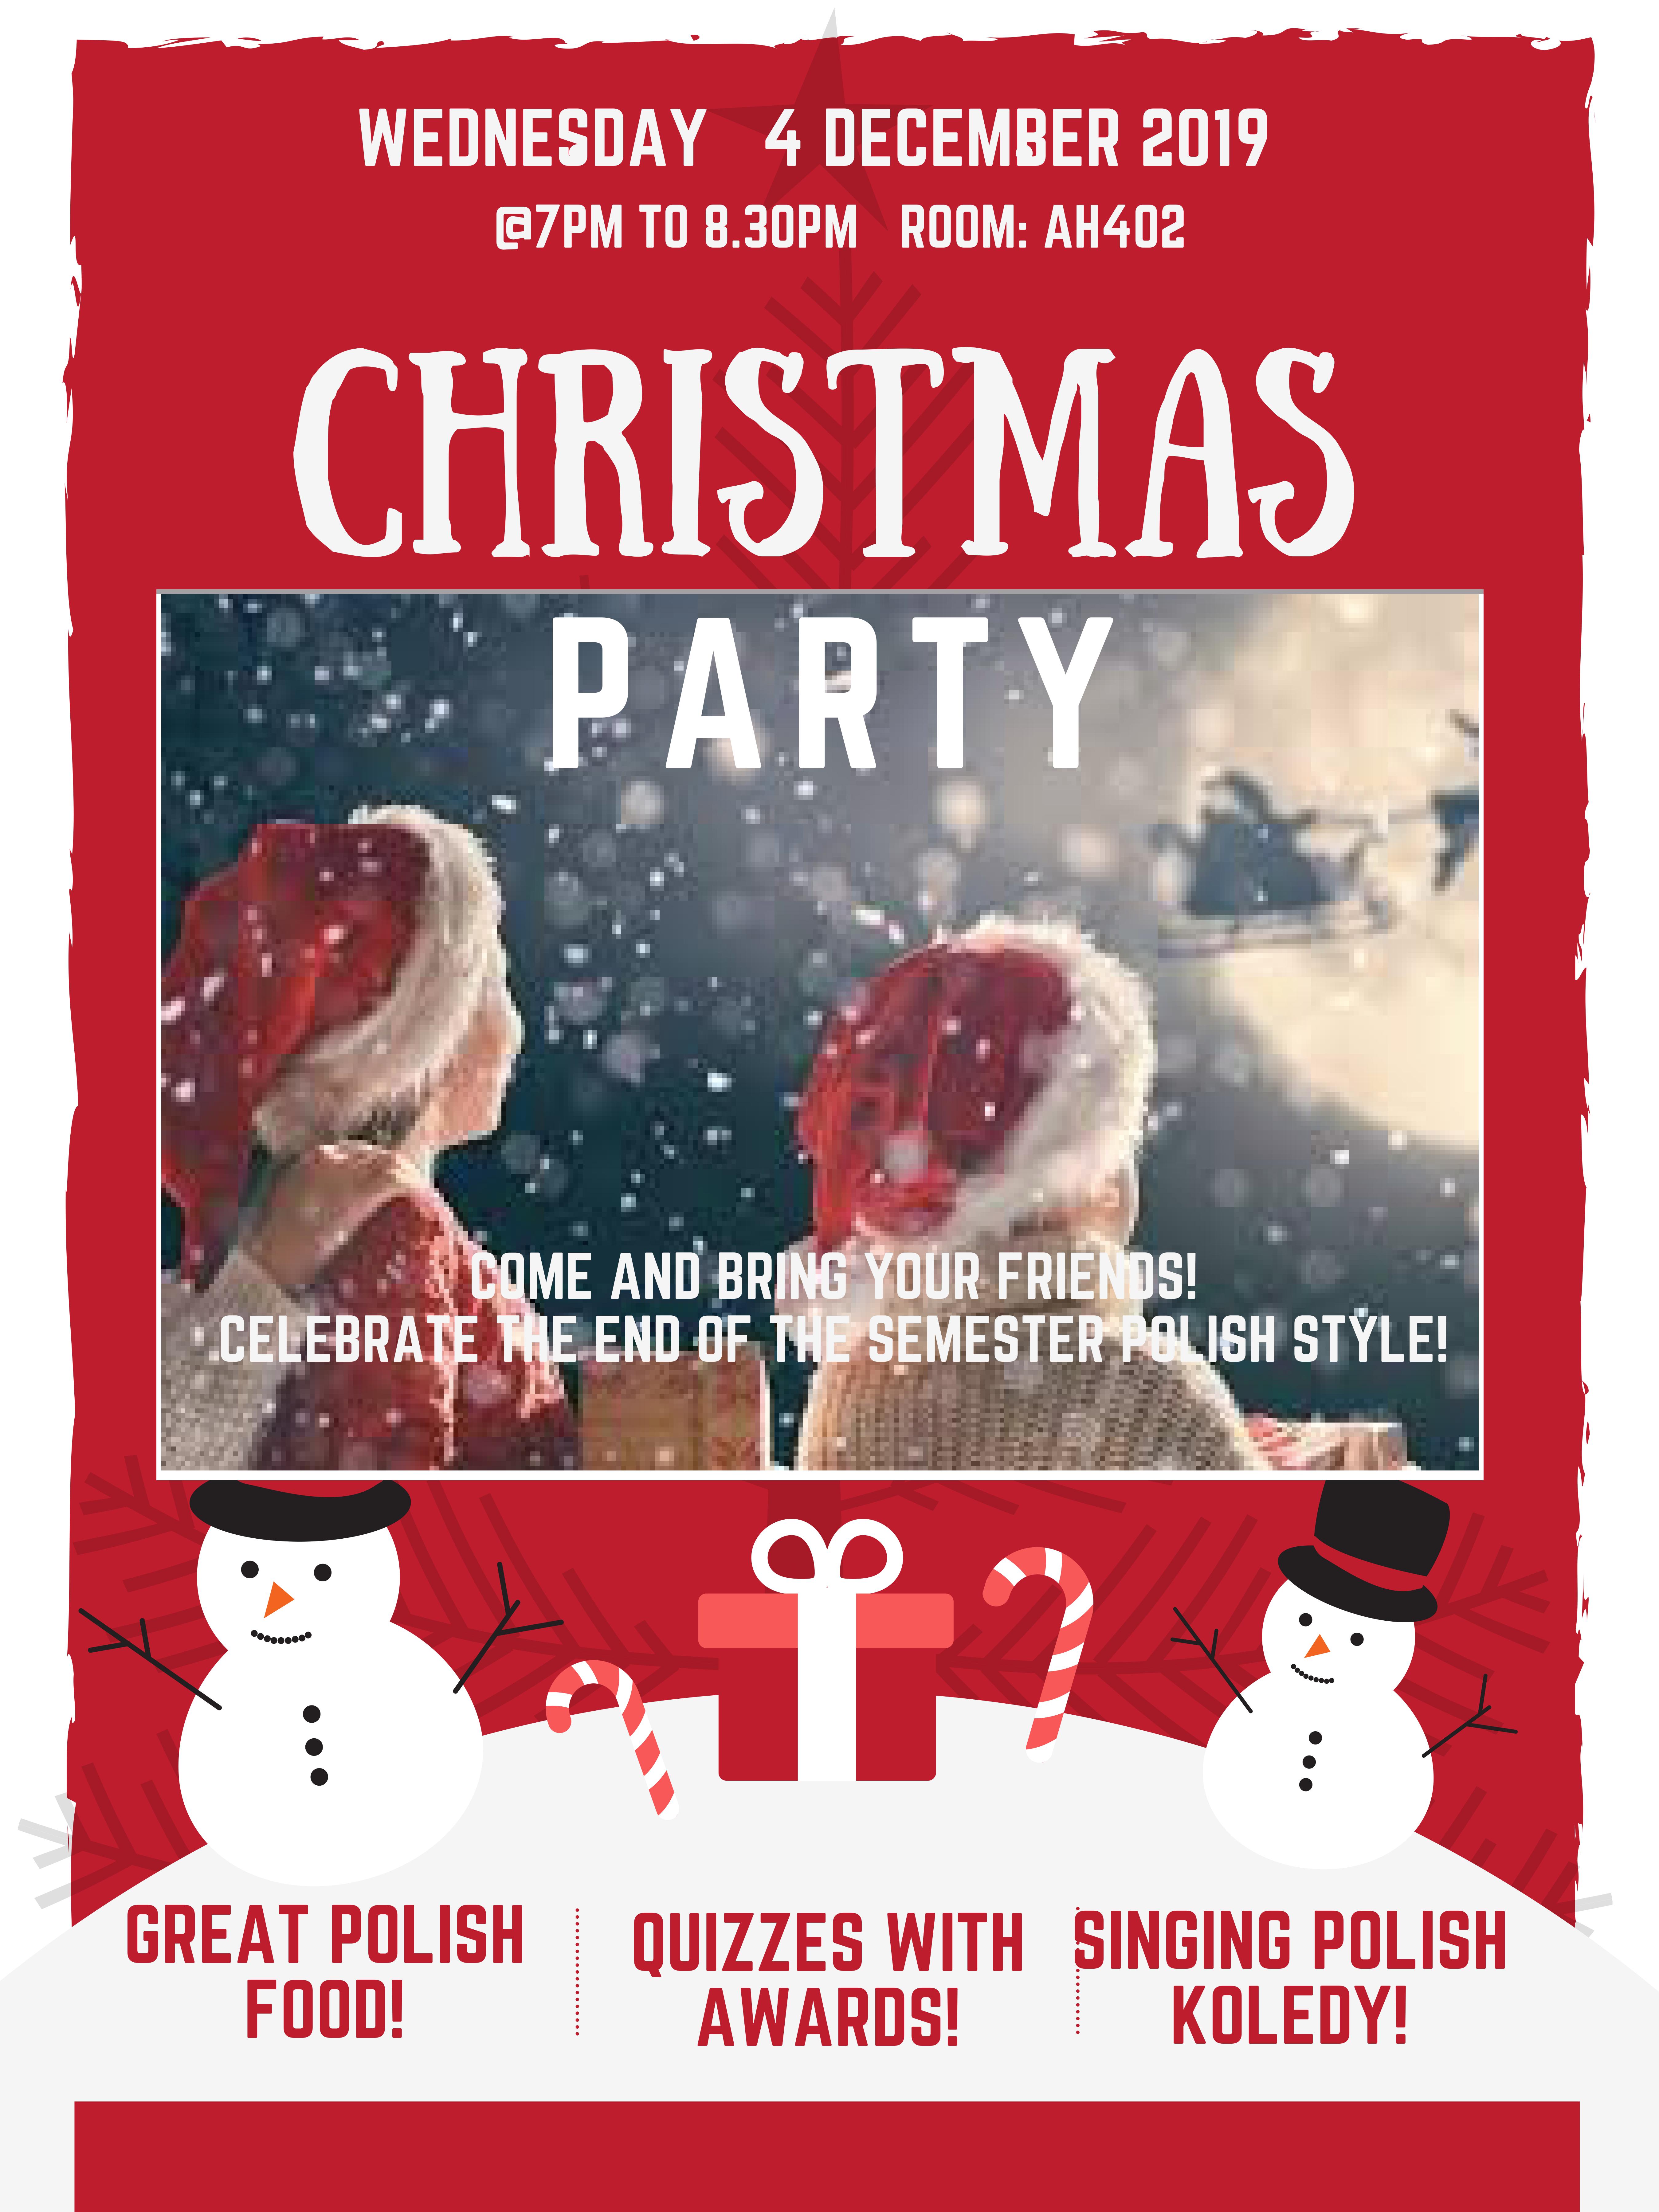 WEDNESDAY 4 DECEMBER 2019
@7PM TO 8.30PM ROOM: AH402
CHRISTMAS
PARTY
COME AND BRING YOUR FRIENDS!
CELEBRATE THE END OF THE SEMESTER POLISH STYLE!
GREAT POLISH
FOOD!
QUIZZES WITH
AWARDS!
SINGING POLISH
KOLEDY!